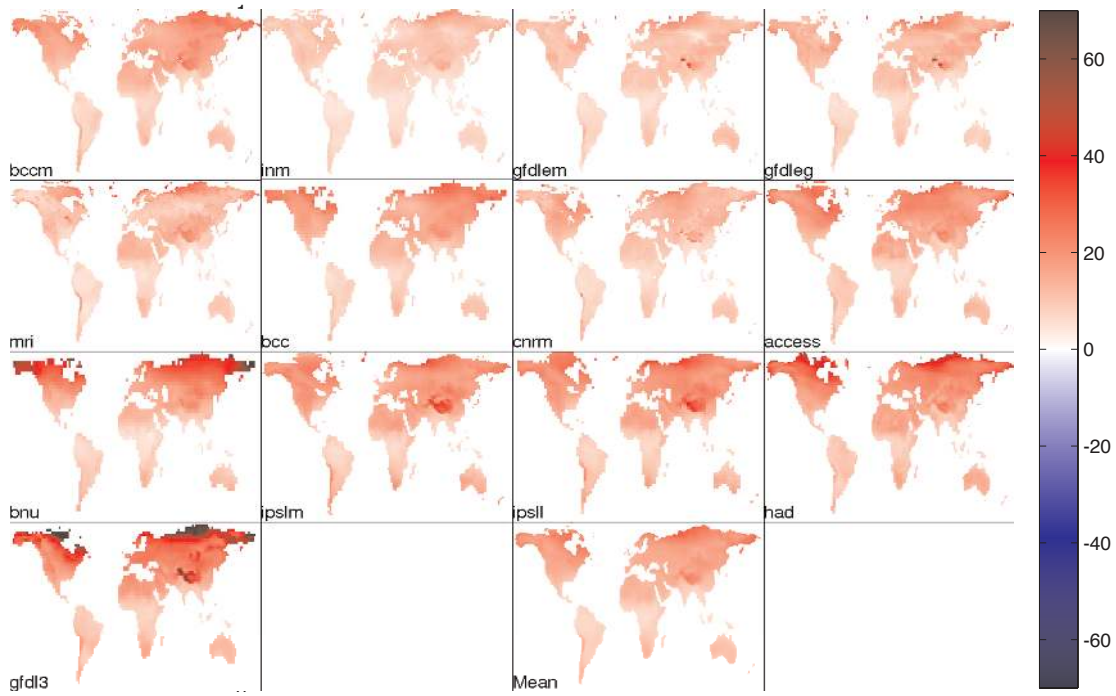 bccm
inm
gfdlem
gfdleg
mri
bcc
cnrm
access
bnu
ipslm
ipsll
had
gfdl3
Mean
40
20
0
-20
-40
-60